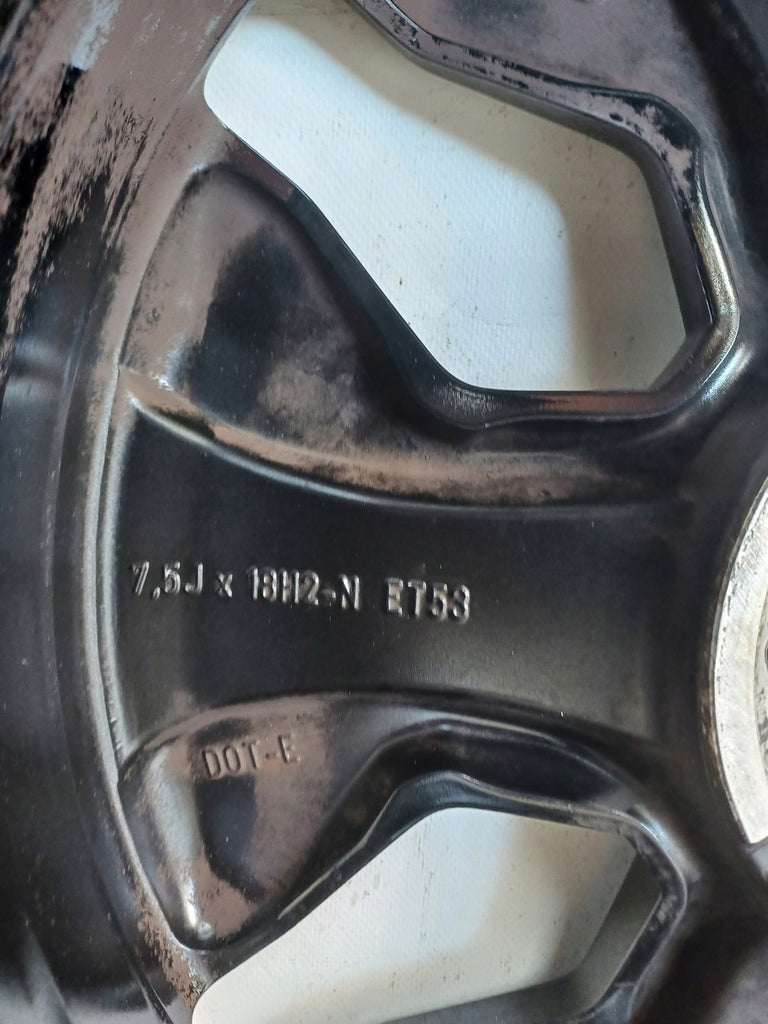 7,5J x 18H2-N ET53
DOT-E